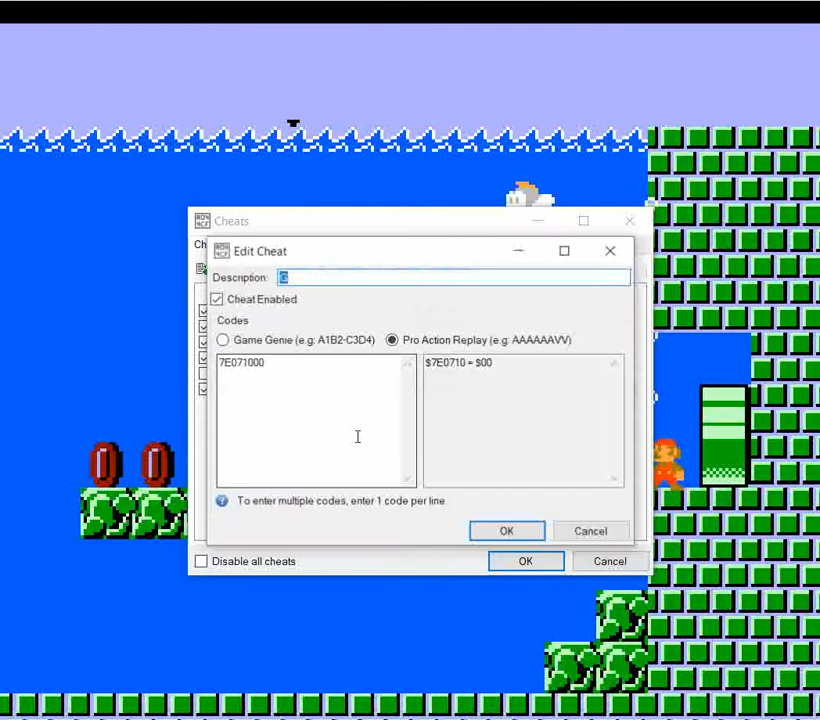 Cheats
Ch
Edit Cheat
Description: G
Cheat Enabled
Codes
Game Genie (e.g: A1B2-C3D4)
Pro Action Replay (e.g: AAAAAAVV)
7E071000
$7E0710 = $00
To enter multiple codes, enter 1 code per line
OK
Cancel
Disable all cheats
OK
Cancel